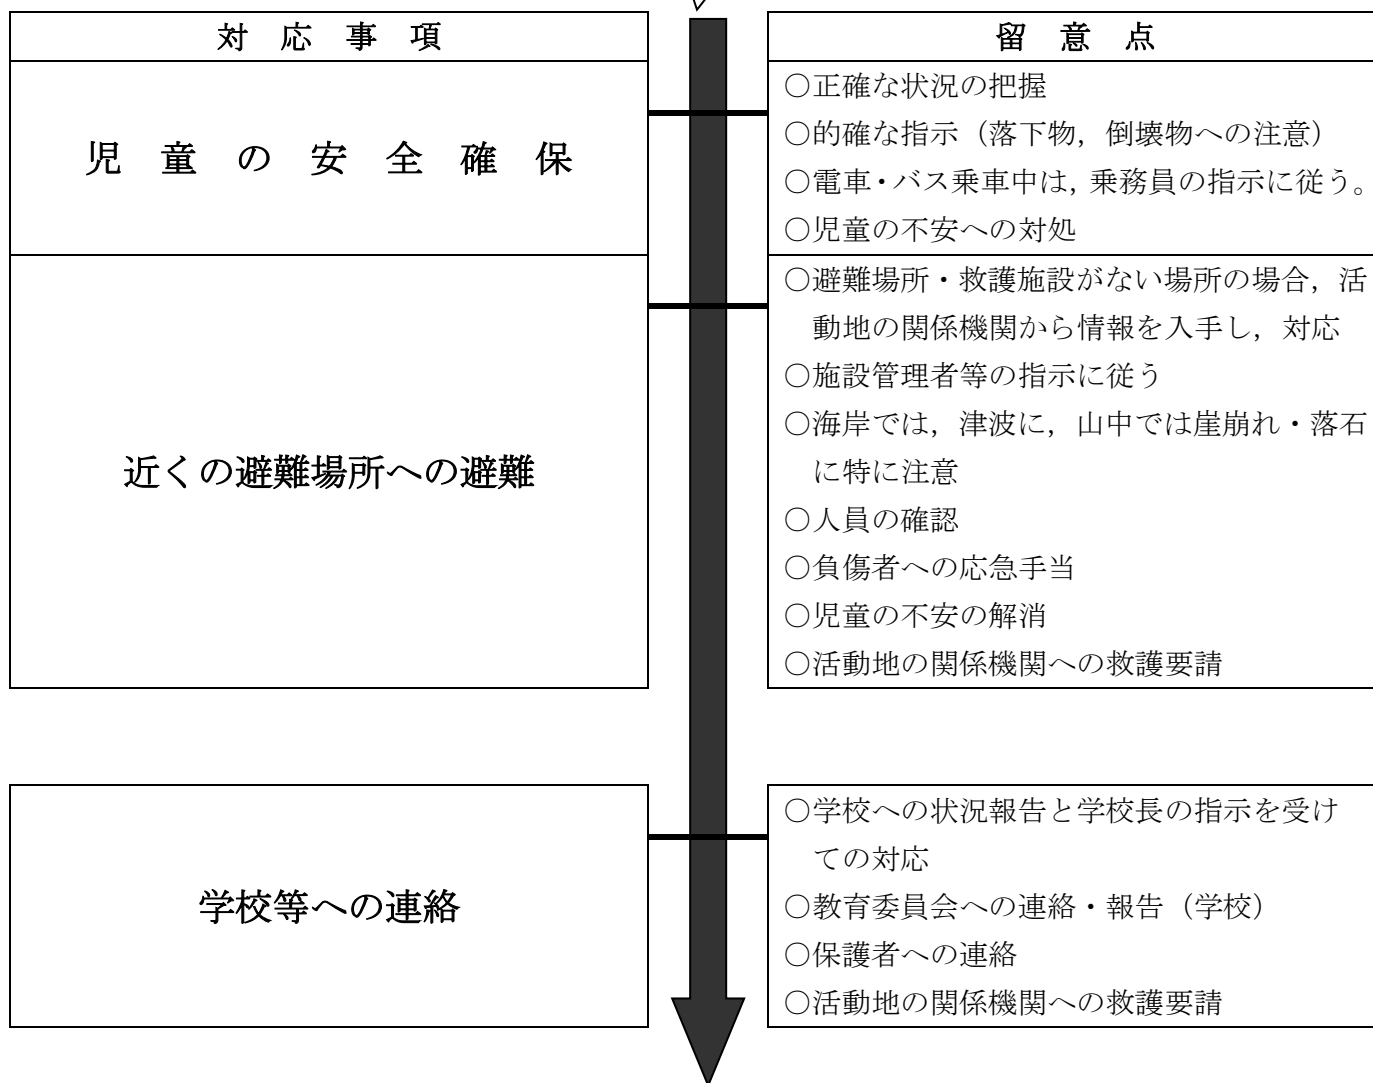 対 応 事 項
留 意 点
児 童 の 安 全 確 保
○正確な状況の把握
○的確な指示（落下物，倒壊物への注意）
○電車・バス乗車中は，乗務員の指示に従う。
○児童の不安への対処
近くの避難場所への避難
○避難場所・救護施設がない場所の場合，活
動地の関係機関から情報を入手し，対応
○施設管理者等の指示に従う
○海岸では，津波に，山中では崖崩れ・落石
に特に注意
○人員の確認
○負傷者への応急手当
○児童の不安の解消
○活動地の関係機関への救護要請
学校等への連絡
○学校への状況報告と学校長の指示を受け
ての対応
○教育委員会への連絡・報告（学校）
○保護者への連絡
○活動地の関係機関への救護要請